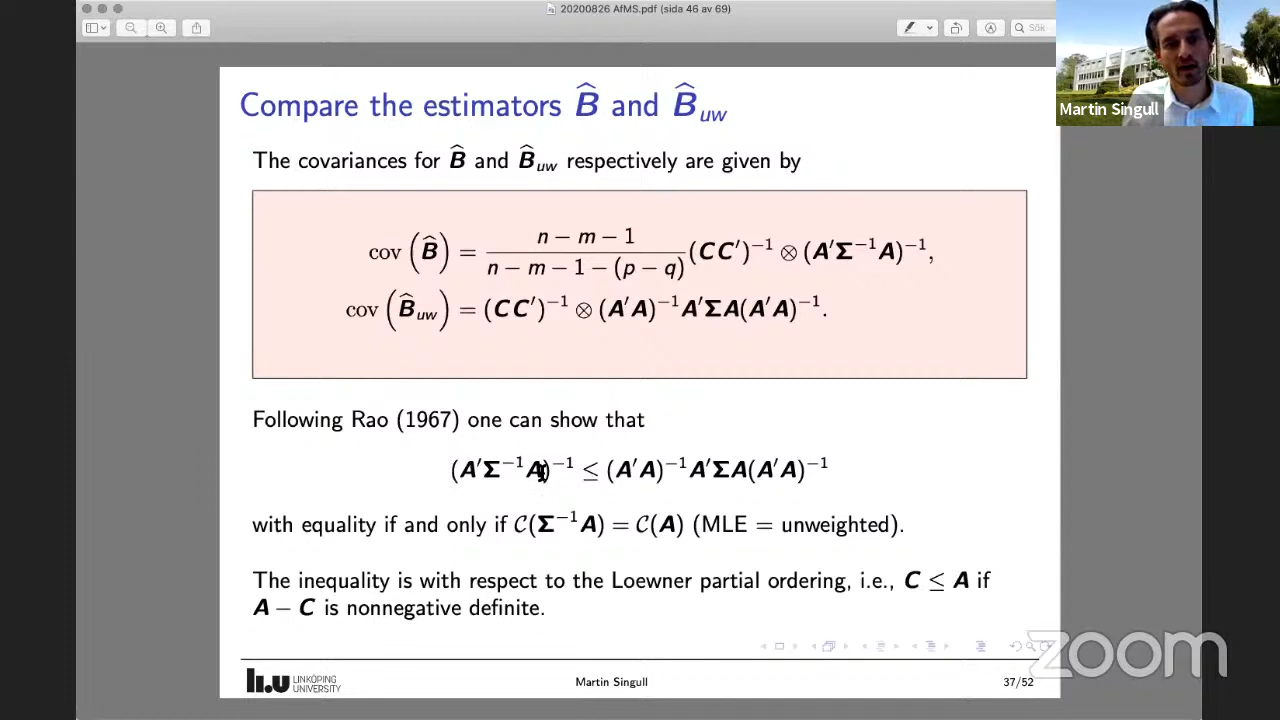 20200826 AfMS.pdf (sida 46 av 69)
Sök
Martin Singull
Compare the estimators B̂ and B̂_uw
The covariances for B̂ and B̂_uw respectively are given by
cov(B̂) = (n − m − 1)/(n − m − 1 − (p − q)) (CC′)⁻¹ ⊗ (A′Σ⁻¹A)⁻¹,
cov(B̂_uw) = (CC′)⁻¹ ⊗ (A′A)⁻¹A′ΣA(A′A)⁻¹.
Following Rao (1967) one can show that
(A′Σ⁻¹A)⁻¹ ≤ (A′A)⁻¹A′ΣA(A′A)⁻¹
with equality if and only if 𝒞(Σ⁻¹A) = 𝒞(A) (MLE = unweighted).
The inequality is with respect to the Loewner partial ordering, i.e., C ≤ A if
A − C is nonnegative definite.
zoom
li.u LINKÖPING
UNIVERSITY
Martin Singull
37/52